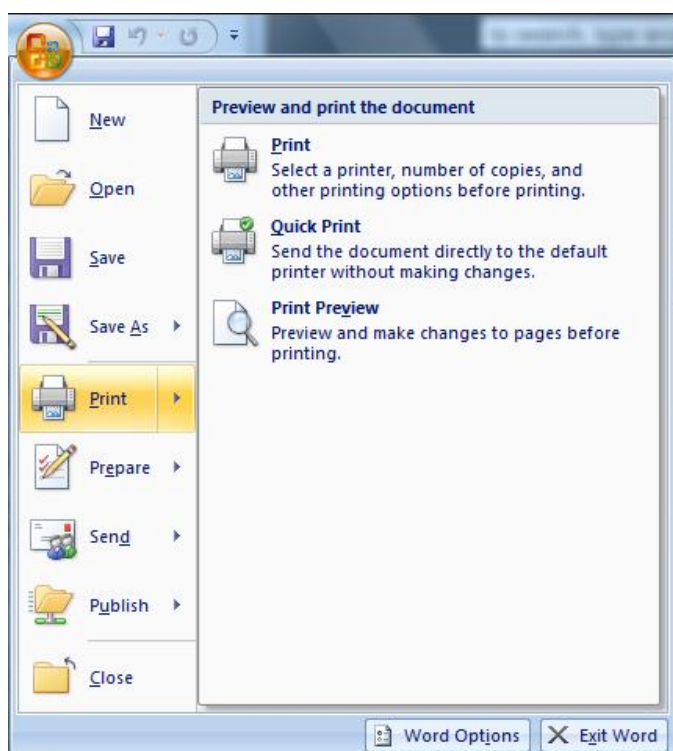 New
Open
Save
Save As
Print
Prepare
Send
Publish
Close
Preview and print the document
Print
Select a printer, number of copies, and
other printing options before printing.
Quick Print
Send the document directly to the default
printer without making changes.
Print Preview
Preview and make changes to pages before
printing.
Word Options
Exit Word